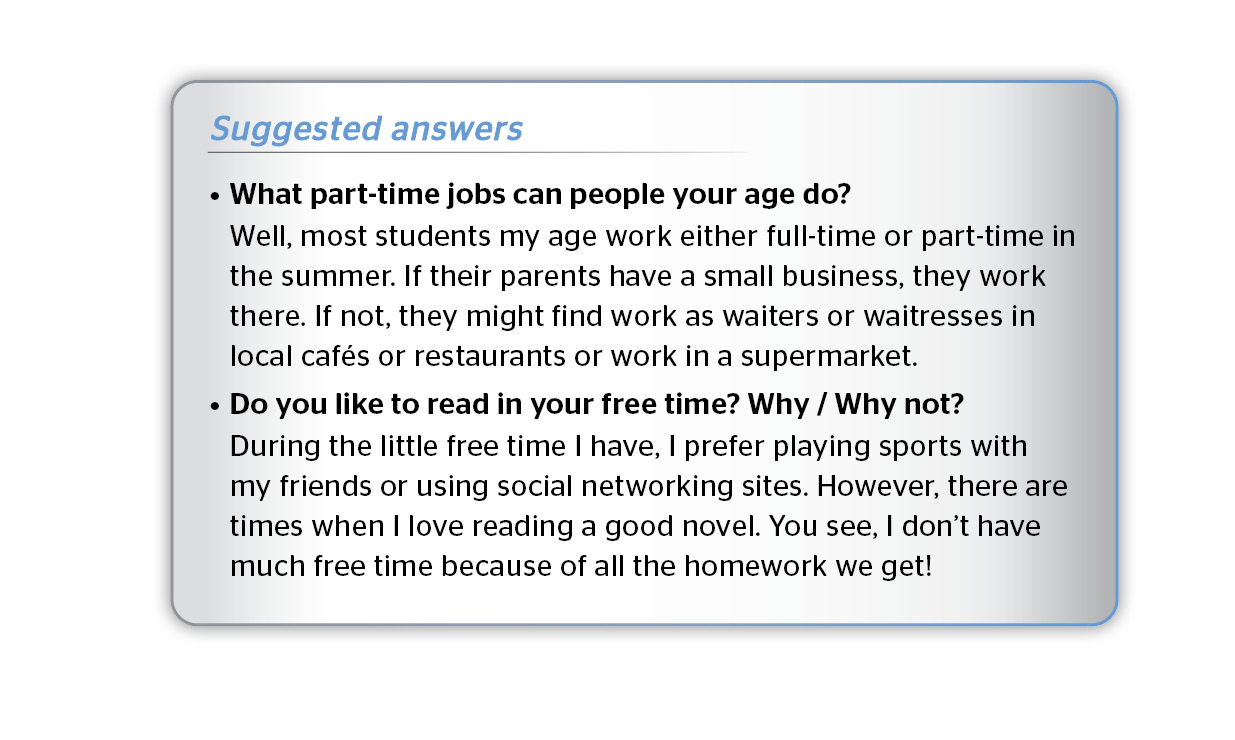 Suggested answers
• What part-time jobs can people your age do?
Well, most students my age work either full-time or part-time in
the summer. If their parents have a small business, they work
there. If not, they might find work as waiters or waitresses in
local cafés or restaurants or work in a supermarket.
• Do you like to read in your free time? Why / Why not?
During the little free time I have, I prefer playing sports with
my friends or using social networking sites. However, there are
times when I love reading a good novel. You see, I don’t have
much free time because of all the homework we get!